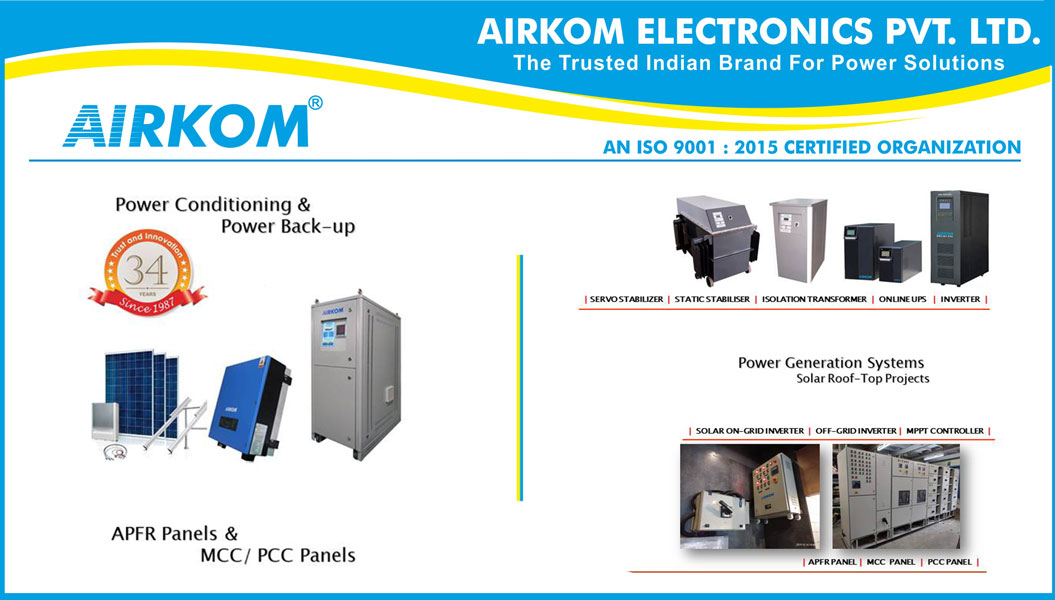 AIRKOM ELECTRONICS PVT. LTD.
The Trusted Indian Brand For Power Solutions
AIRKOM®
AN ISO 9001 : 2015 CERTIFIED ORGANIZATION
Power Conditioning &
Power Back-up
Trust and Innovation
34
YEARS
Since 1987
AIRKOM
AIRKOM
| SERVO STABILIZER | STATIC STABILISER | ISOLATION TRANSFORMER | ONLINE UPS | INVERTER |
Power Generation Systems
Solar Roof-Top Projects
| SOLAR ON-GRID INVERTER | OFF-GRID INVERTER | MPPT CONTROLLER |
AIRKOM
APFR Panels &
MCC/ PCC Panels
| APFR PANEL | MCC PANEL | PCC PANEL |